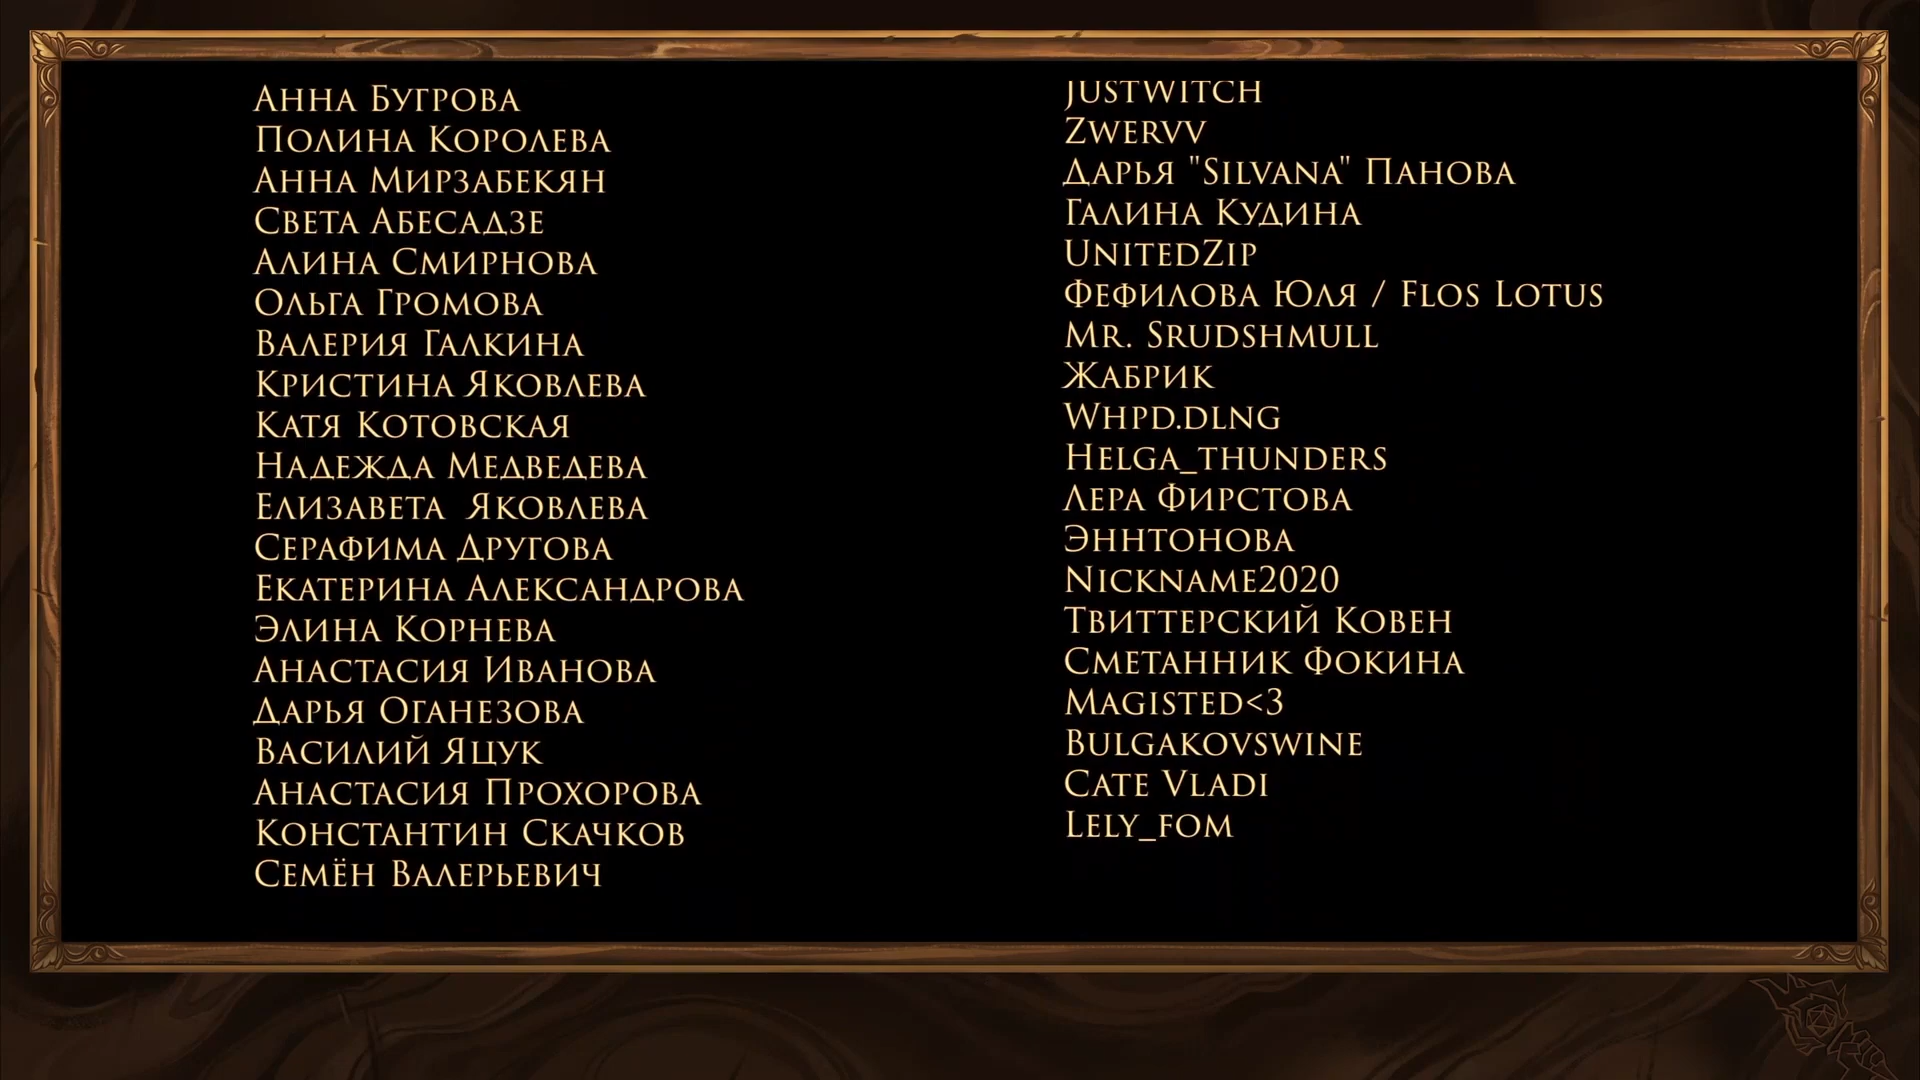 Анна Бугрова
Полина Королева
Анна Мирзабекян
Света Абесадзе
Алина Смирнова
Ольга Громова
Валерия Галкина
Кристина Яковлева
Катя Котовская
Надежда Медведева
Елизавета  Яковлева
Серафима Другова
Екатерина Александрова
Элина Корнева
Анастасия Иванова
Дарья Оганезова
Василий Яцук
Анастасия Прохорова
Константин Скачков
Семён Валерьевич
justwitch
Zwervv
Дарья "Silvana" Панова
Галина Кудина
UnitedZip
Фефилова Юля / Flos Lotus
Mr. Srudshmull
Жабрик
Whpd.dlng
Helga_thunders
Лера Фирстова
Эннтонова
Nickname2020
Твиттерский Ковен
Сметанник Фокина
Magisted<3
Bulgakovswine
Cate Vladi
Lely_fom